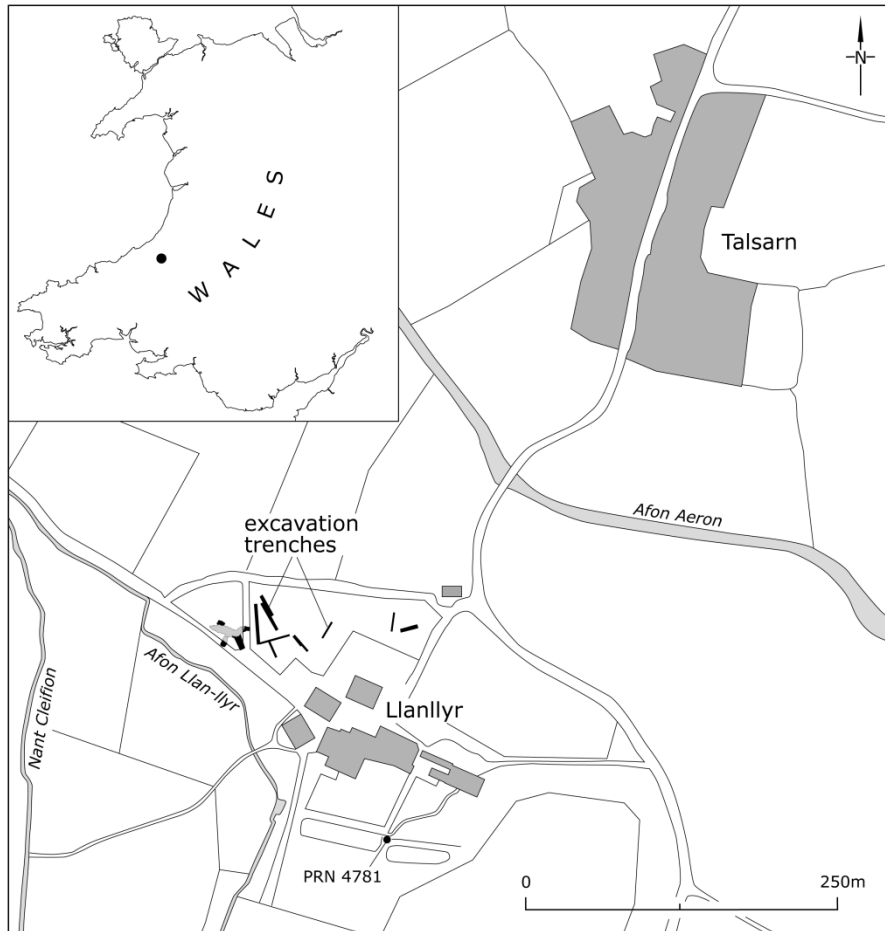 N
WALES
Talsarn
Afon Aeron
excavation
trenches
Afon Llan-llyr
Nant Cleifion
Llanllyr
PRN 4781
0 250m